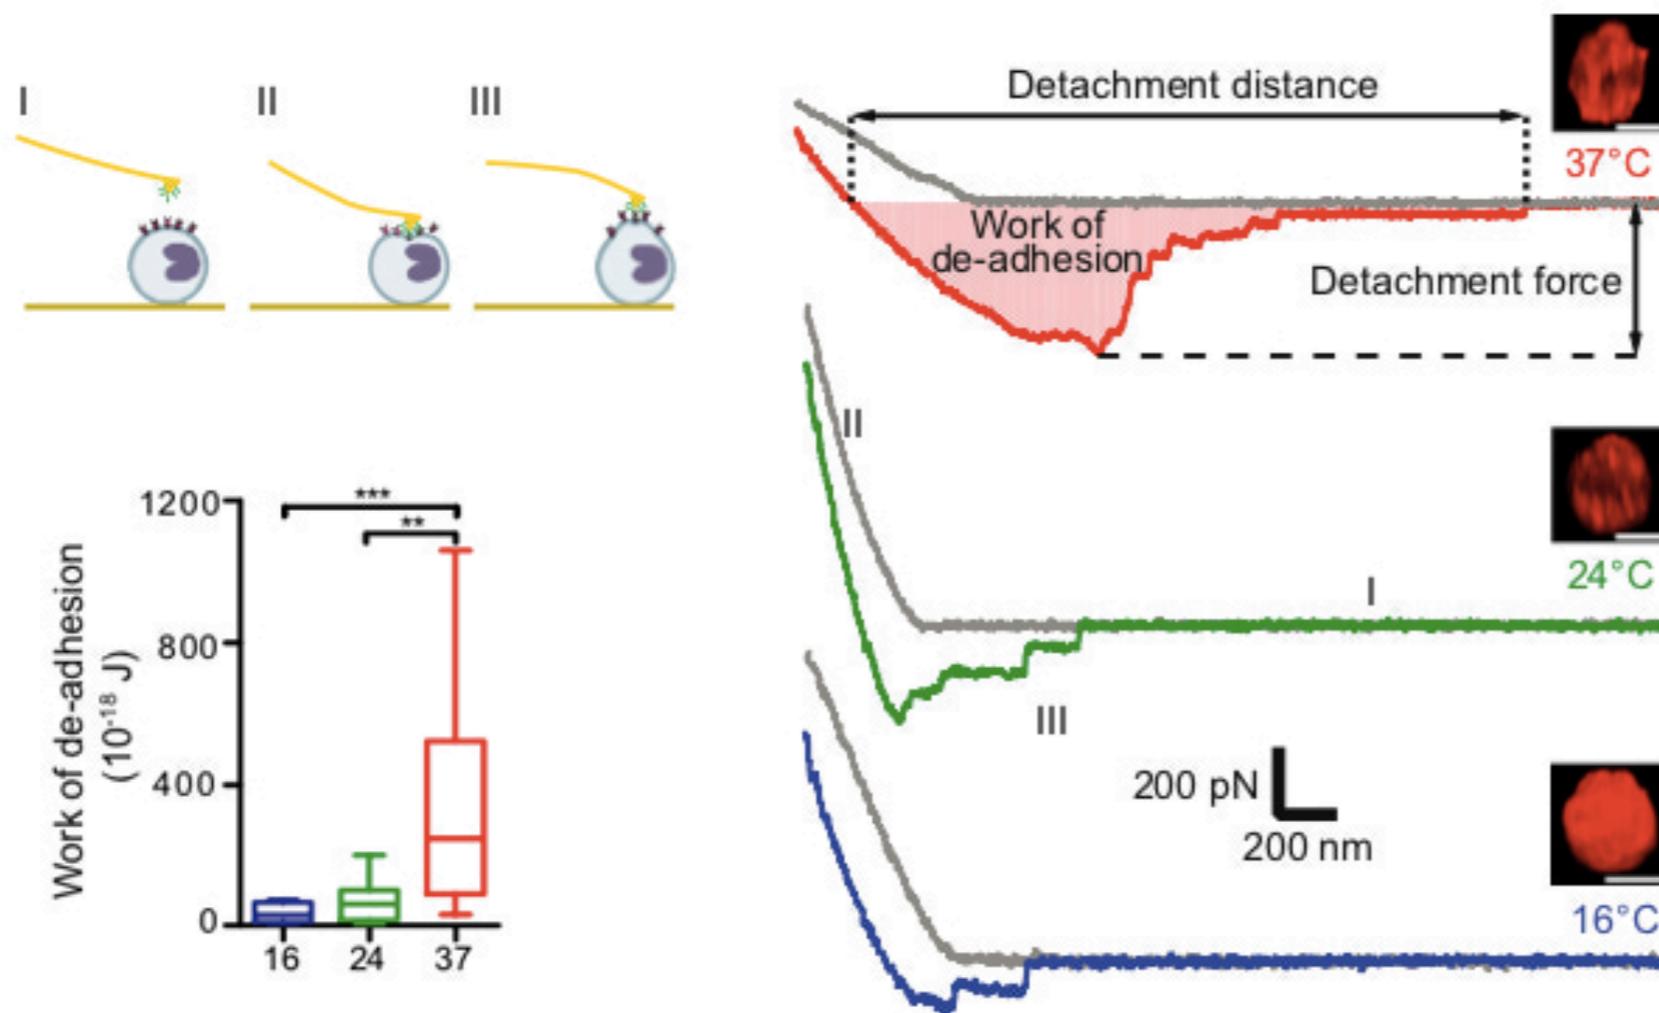 I
II
III
Detachment distance
37°C
Work of
de-adhesion
Detachment force
II
24°C
I
III
200 pN
200 nm
16°C
Work of de-adhesion
(10⁻¹⁸ J)
1200
800
400
0
***
**
16 24 37